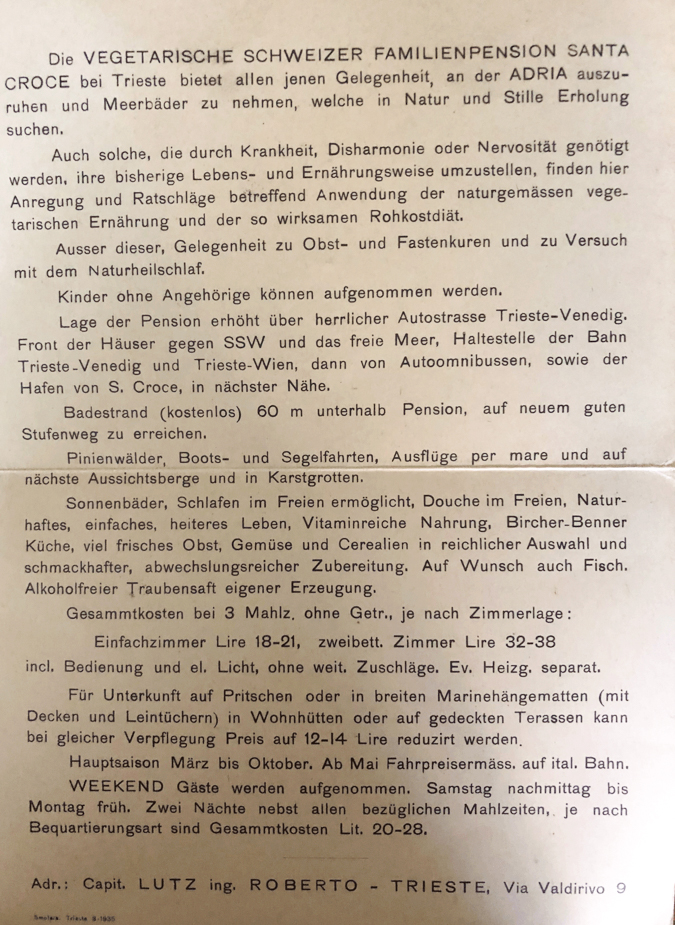 Die VEGETARISCHE SCHWEIZER FAMILIENPENSION SANTA
CROCE bei Trieste bietet allen jenen Gelegenheit, an der ADRIA auszu-
ruhen und Meerbäder zu nehmen, welche in Natur und Stille Erholung
suchen.
Auch solche, die durch Krankheit, Disharmonie oder Nervosität genötigt
werden, ihre bisherige Lebens- und Ernährungsweise umzustellen, finden hier
Anregung und Ratschläge betreffend Anwendung der naturgemässen vege-
tarischen Ernährung und der so wirksamen Rohkostdiät.
Ausser dieser, Gelegenheit zu Obst- und Fastenkuren und zu Versuch
mit dem Naturheilschlaf.
Kinder ohne Angehörige können aufgenommen werden.
Lage der Pension erhöht über herrlicher Autostrasse Trieste-Venedig.
Front der Häuser gegen SSW und das freie Meer, Haltestelle der Bahn
Trieste-Venedig und Trieste-Wien, dann von Autoomnibussen, sowie der
Hafen von S. Croce, in nächster Nähe.
Badestrand (kostenlos) 60 m unterhalb Pension, auf neuem guten
Stufenweg zu erreichen.
Pinienwälder, Boots- und Segelfahrten, Ausflüge per mare und auf
nächste Aussichtsberge und in Karstgrotten.
Sonnenbäder, Schlafen im Freien ermöglicht, Douche im Freien, Natur-
haftes, einfaches, heiteres Leben, Vitaminreiche Nahrung, Bircher-Benner
Küche, viel frisches Obst, Gemüse und Cerealien in reichlicher Auswahl und
schmackhafter, abwechslungsreicher Zubereitung. Auf Wunsch auch Fisch.
Alkoholfreier Traubensaft eigener Erzeugung.
Gesammtkosten bei 3 Mahlz. ohne Getr., je nach Zimmerlage:
Einfachzimmer Lire 18-21, zweibett. Zimmer Lire 32-38
incl. Bedienung und el. Licht, ohne weit. Zuschläge. Ev. Heizg. separat.
Für Unterkunft auf Pritschen oder in breiten Marinehängematten (mit
Decken und Leintüchern) in Wohnhütten oder auf gedeckten Terassen kann
bei gleicher Verpflegung Preis auf 12-14 Lire reduzirt werden.
Hauptsaison März bis Oktober. Ab Mai Fahrpreisermäss. auf ital. Bahn.
WEEKEND Gäste werden aufgenommen. Samstag nachmittag bis
Montag früh. Zwei Nächte nebst allen bezüglichen Mahlzeiten, je nach
Bequartierungsart sind Gesammtkosten Lit. 20-28.
Adr.: Capit. LUTZ ing. ROBERTO - TRIESTE, Via Valdirivo 9
Trieste